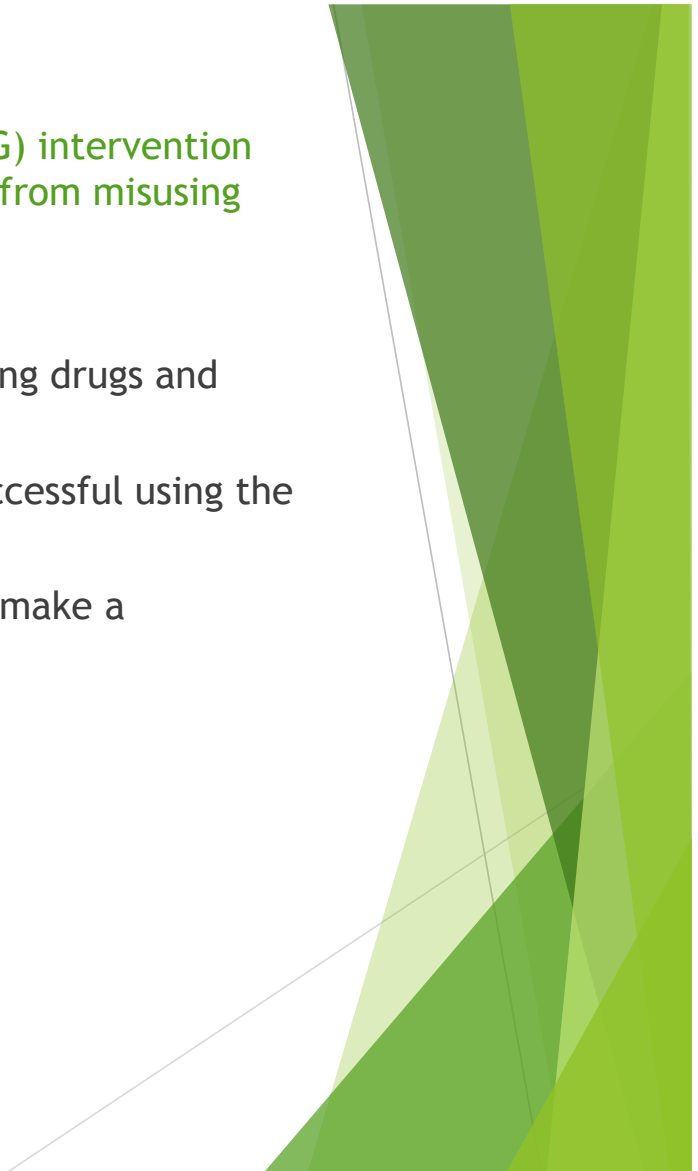 G) intervention
from misusing
ng drugs and
ccessful using the
make a